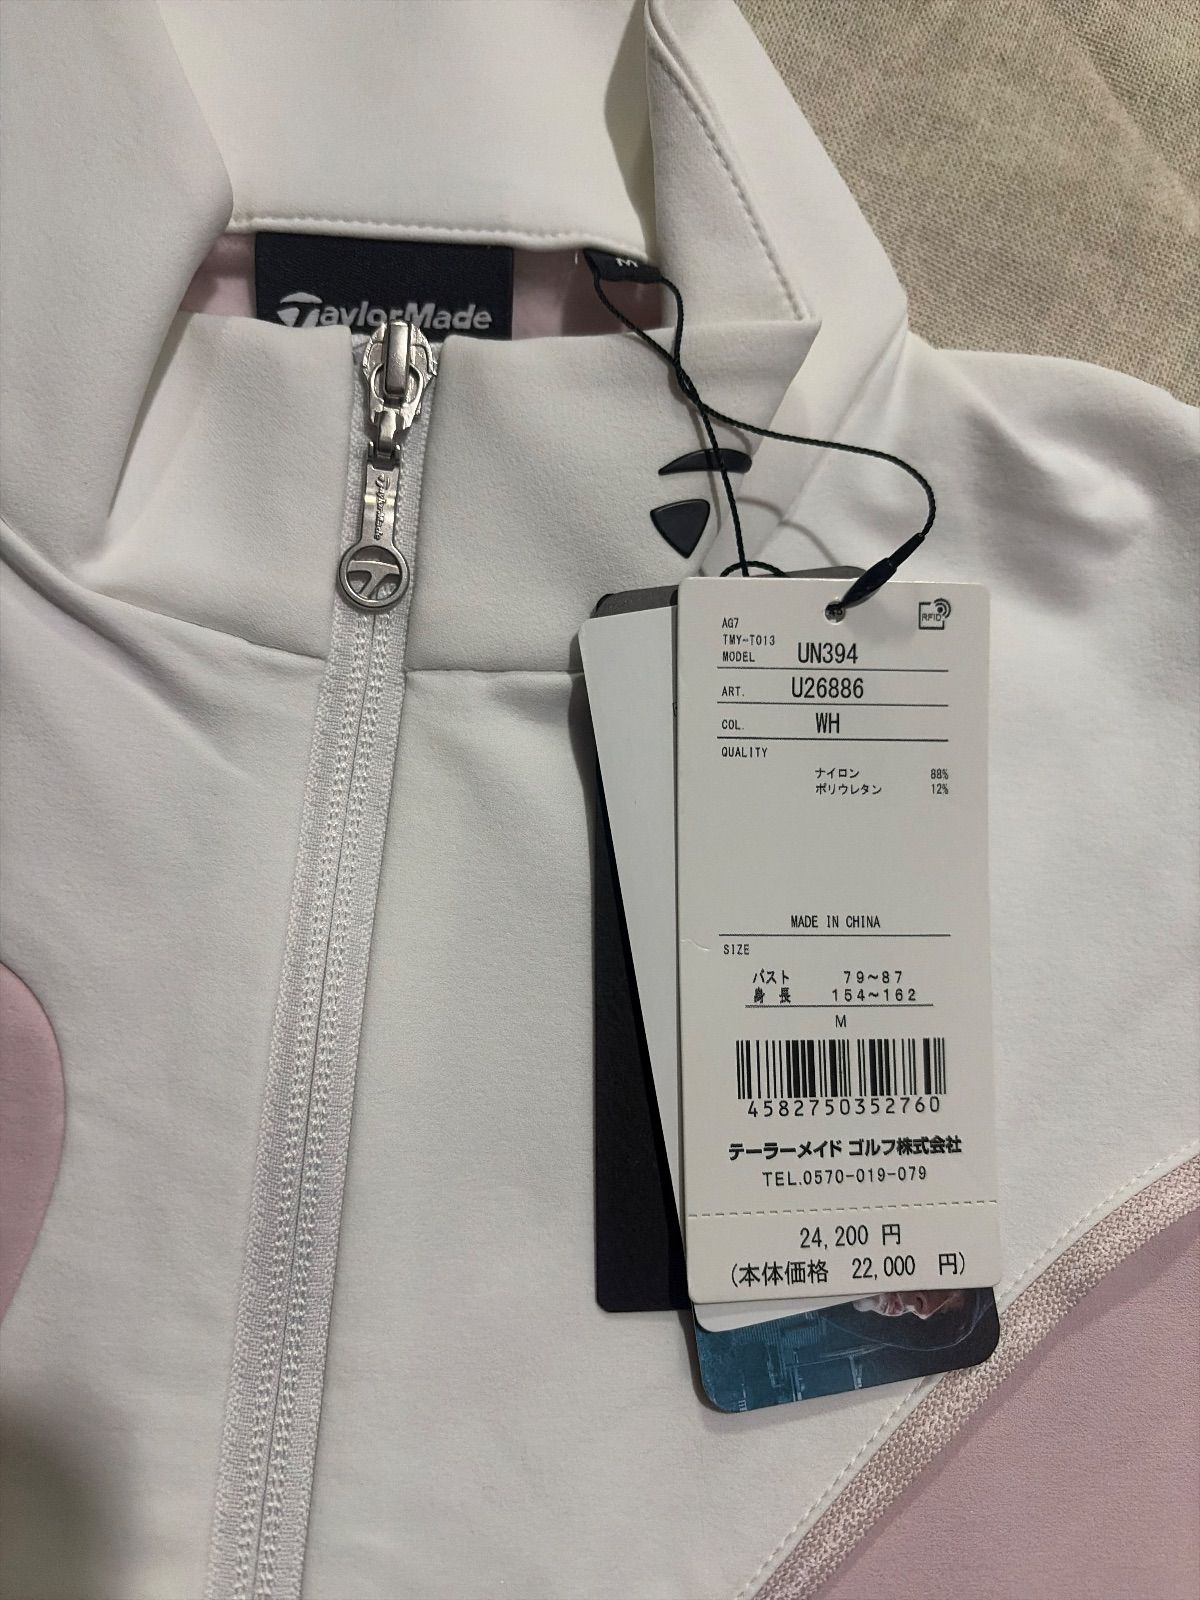 TaylorMade
M
TaylorMade
RFID
AG7
TMY-T013
MODEL UN394
ART. U26886
COL. WH
QUALITY
ナイロン 88%
ポリウレタン 12%
MADE IN CHINA
SIZE
バスト 79~87
身 長 154~162
M
4582750352760
テーラーメイド ゴルフ株式会社
TEL.0570-019-079
24,200 円
(本体価格 22,000 円)